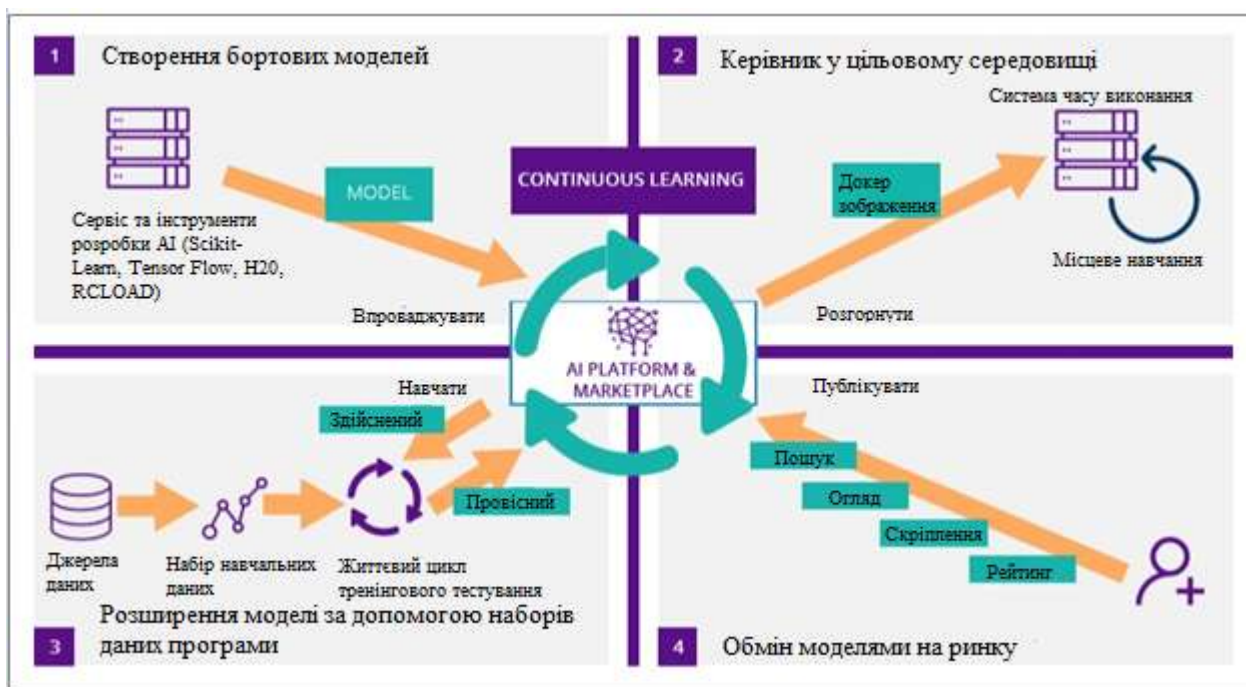 1
Створення бортових моделей
MODEL
Сервіс та інструменти
розробки AI (Scikit-
Learn, Tensor Flow, H20,
RCLOAD)
Впроваджувати
CONTINUOUS LEARNING
2
Керівник у цільовому середовищі
Система часу виконання
Докер
зображення
Місцеве навчання
Розгорнути
AI PLATFORM &
MARKETPLACE
Навчати
Здійснений
Провісний
Джерела
даних
Набір навчальних
даних
Життєвий цикл
тренінгового тестування
3
Розширення моделі за допомогою наборів
даних програми
Публікувати
Пошук
Огляд
Скріплення
Рейтинг
4
Обмін моделями на ринку